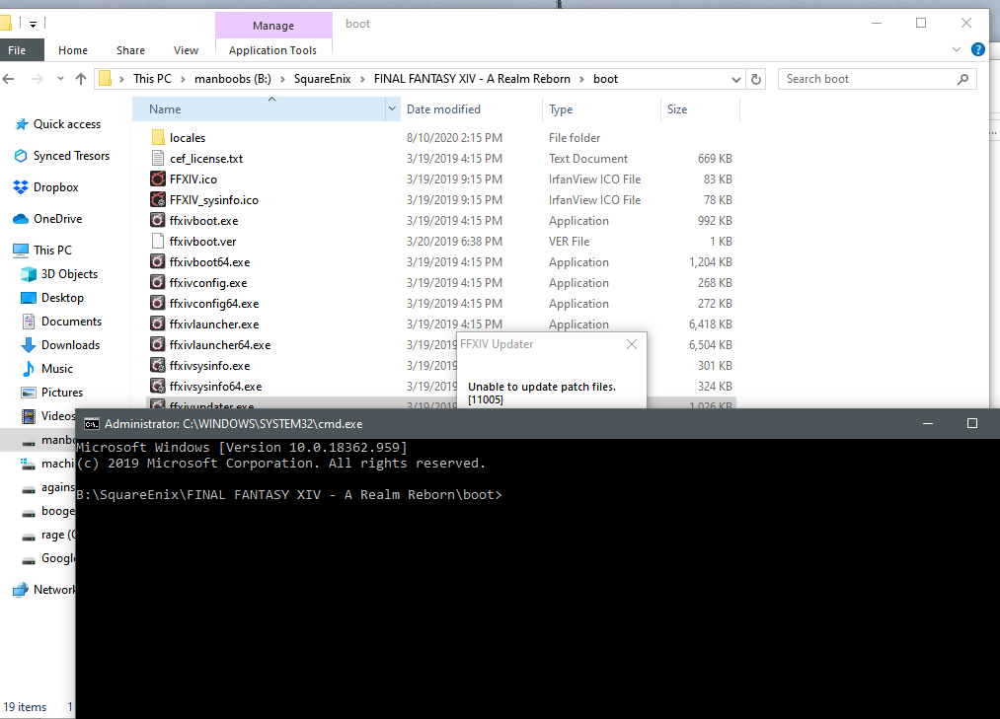 Manage
boot
File
Home
Share
View
Application Tools
This PC
manboobs (B:)
SquareEnix
FINAL FANTASY XIV - A Realm Reborn
boot
Search boot
Name
Date modified
Type
Size
Quick access
Synced Tresors
Dropbox
OneDrive
This PC
3D Objects
Desktop
Documents
Downloads
Music
Pictures
Videos
manbo
machi
agains
booge
rage (
Google
Network
locales 8/10/2020 2:15 PM File folder
cef_license.txt 3/19/2019 4:15 PM Text Document 669 KB
FFXIV.ico 3/19/2019 9:15 PM IrfanView ICO File 83 KB
FFXIV_sysinfo.ico 3/19/2019 9:15 PM IrfanView ICO File 78 KB
ffxivboot.exe 3/19/2019 4:15 PM Application 992 KB
ffxivboot.ver 3/20/2019 6:38 PM VER File 1 KB
ffxivboot64.exe 3/19/2019 4:15 PM Application 1,204 KB
ffxivconfig.exe 3/19/2019 4:15 PM Application 268 KB
ffxivconfig64.exe 3/19/2019 4:15 PM Application 272 KB
ffxivlauncher.exe 3/19/2019 4:15 PM Application 6,418 KB
ffxivlauncher64.exe 3/19/2019 6,504 KB
ffxivsysinfo.exe 3/19/2019 301 KB
ffxivsysinfo64.exe 3/19/2019 324 KB
ffxivupdater.exe 3/19/2019 1,026 KB
FFXIV Updater
Unable to update patch files.
[11005]
Administrator: C:\WINDOWS\SYSTEM32\cmd.exe
Microsoft Windows [Version 10.0.18362.959]
(c) 2019 Microsoft Corporation. All rights reserved.
B:\SquareEnix\FINAL FANTASY XIV - A Realm Reborn\boot>
19 items
1